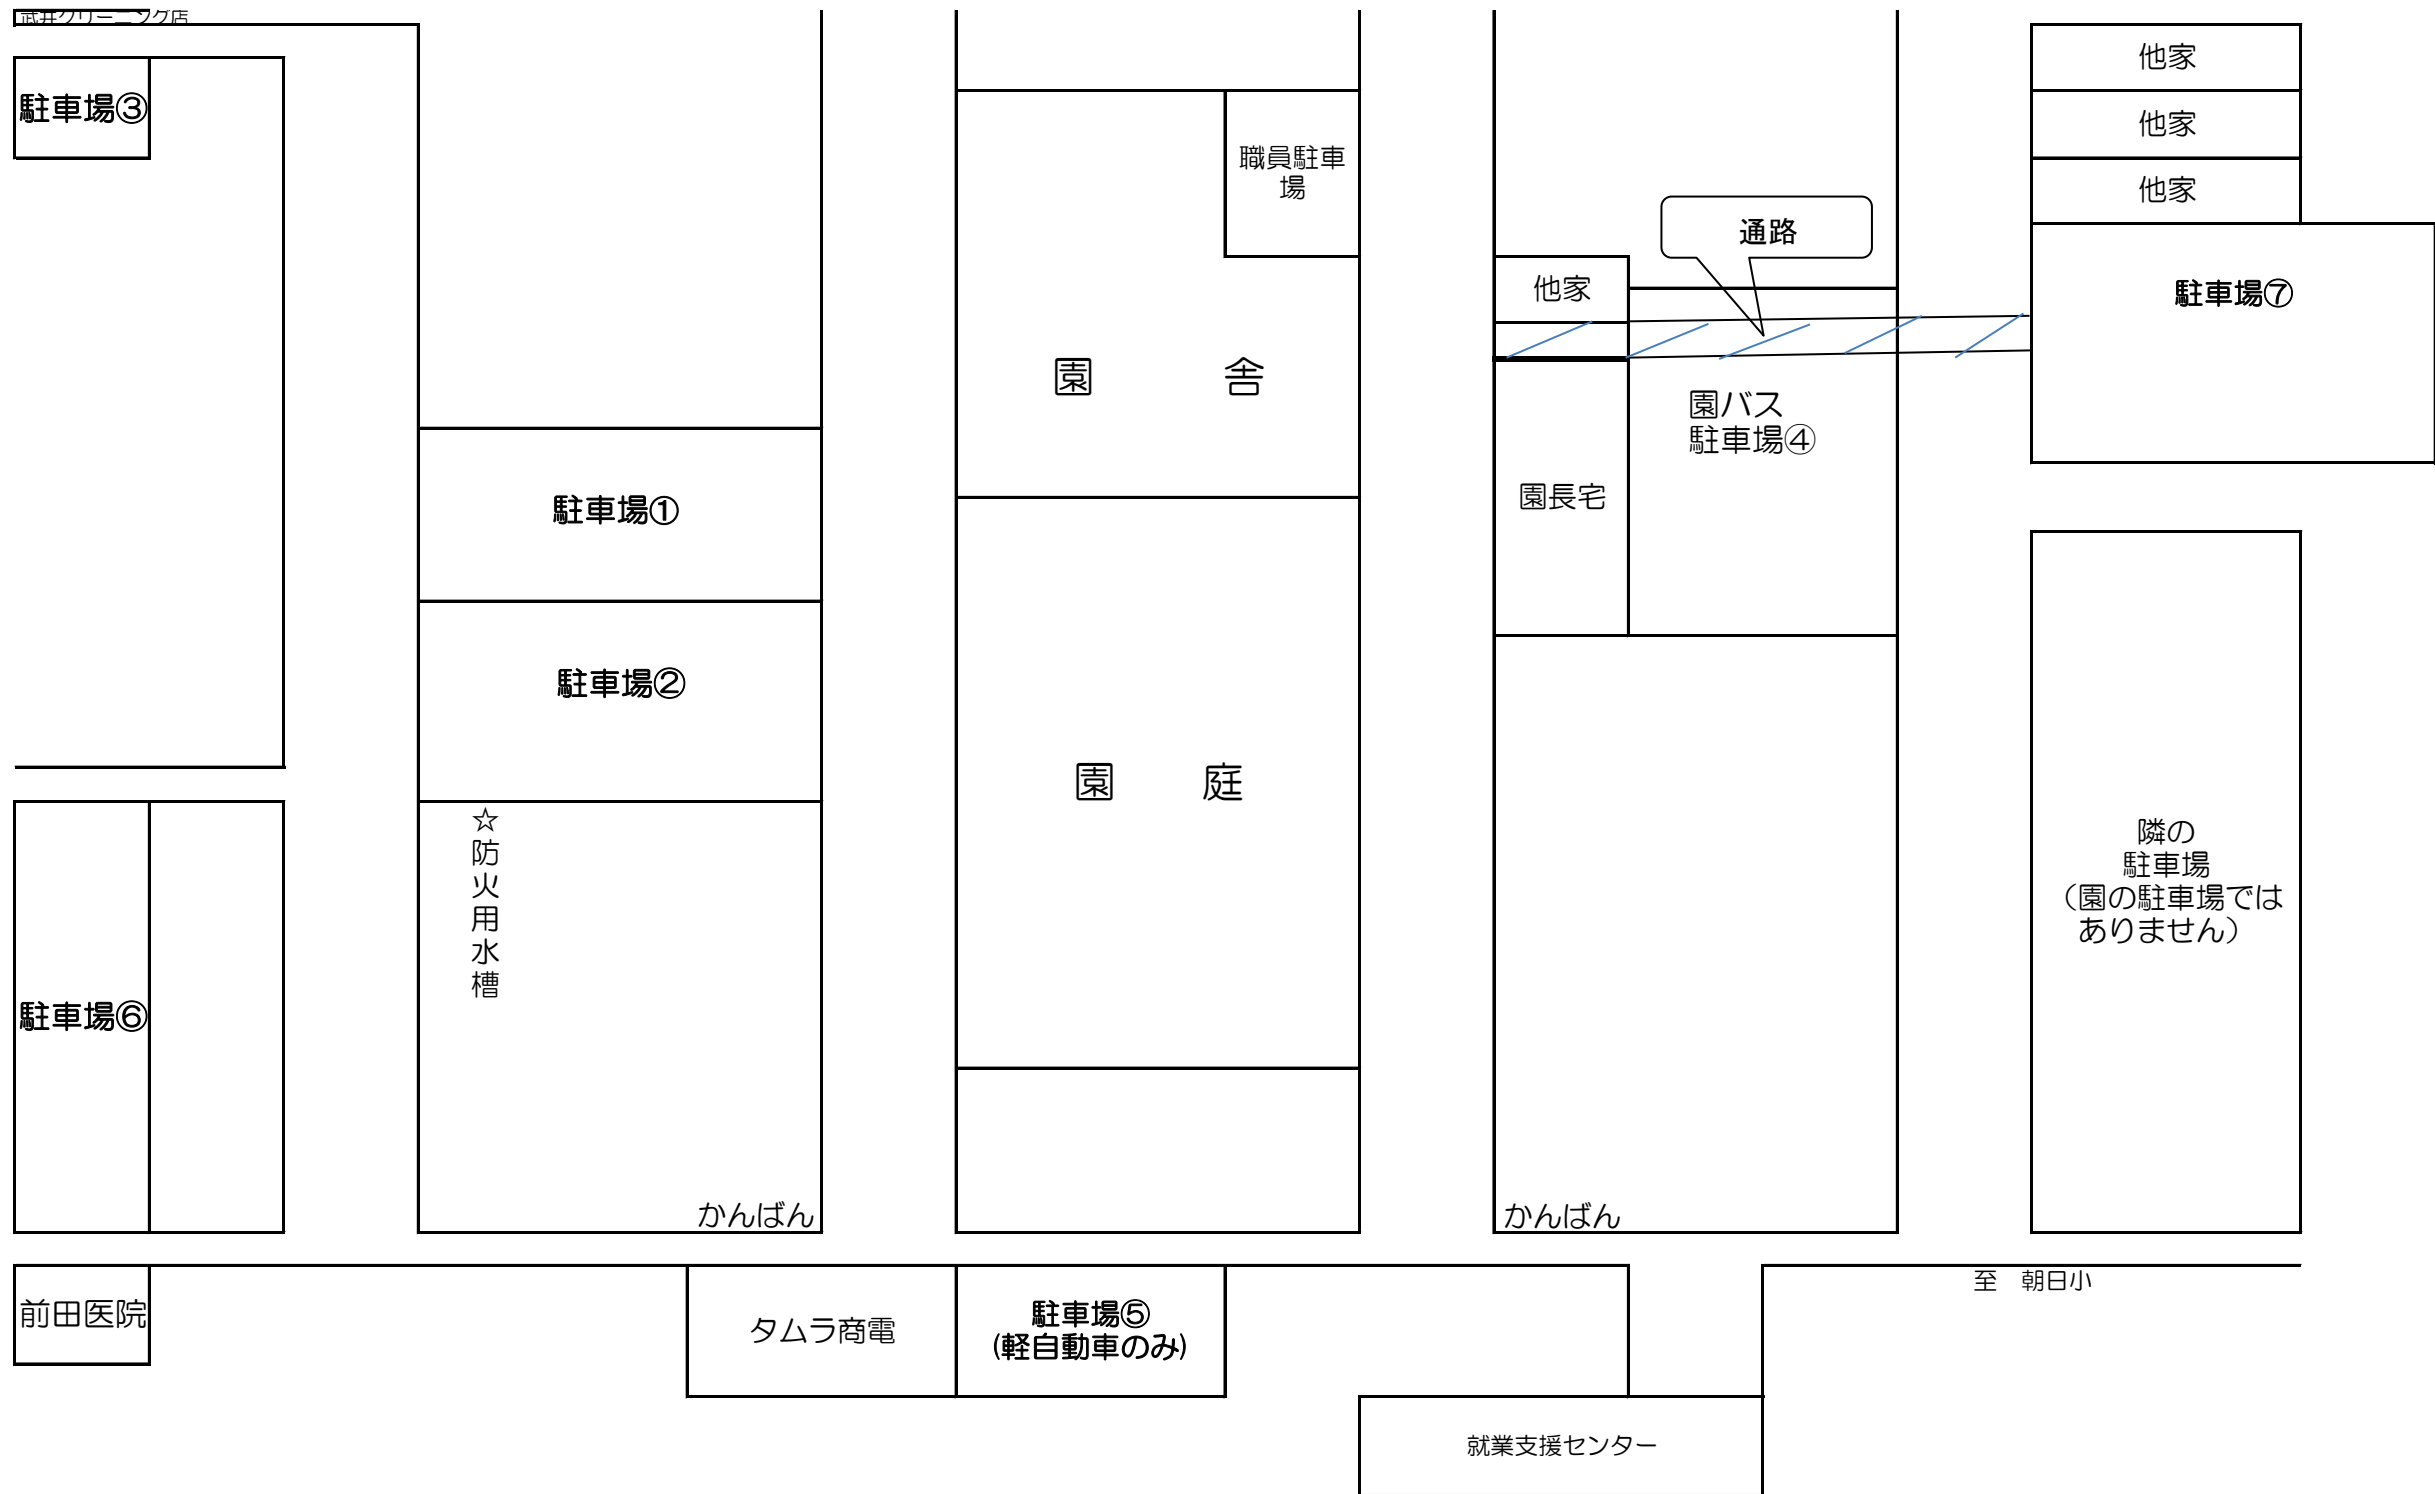 武井クリーニング店
駐車場③
職員駐車
場
他家
他家
他家
通路
他家
駐車場⑦
園　舎
園バス
駐車場④
駐車場①
園長宅
駐車場②
園　庭
☆防火用水槽
隣の
駐車場
（園の駐車場では
ありません）
駐車場⑥
かんばん
かんばん
至　朝日小
前田医院
タムラ商電
駐車場⑤
(軽自動車のみ)
就業支援センター